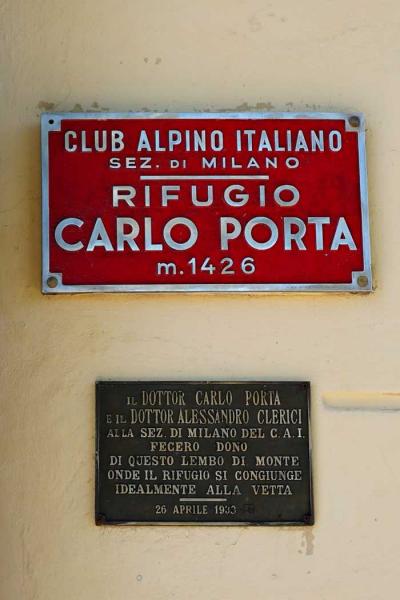 CLUB ALPINO ITALIANO
SEZ. DI MILANO
RIFUGIO
CARLO PORTA
m.1426
IL DOTTOR CARLO PORTA
E IL DOTTOR ALESSANDRO CLERICI
ALLA SEZ. DI MILANO DEL C.A.I.
FECERO DONO
DI QUESTO LEMBO DI MONTE
ONDE IL RIFUGIO SI CONGIUNGE
IDEALMENTE ALLA VETTA
26 APRILE